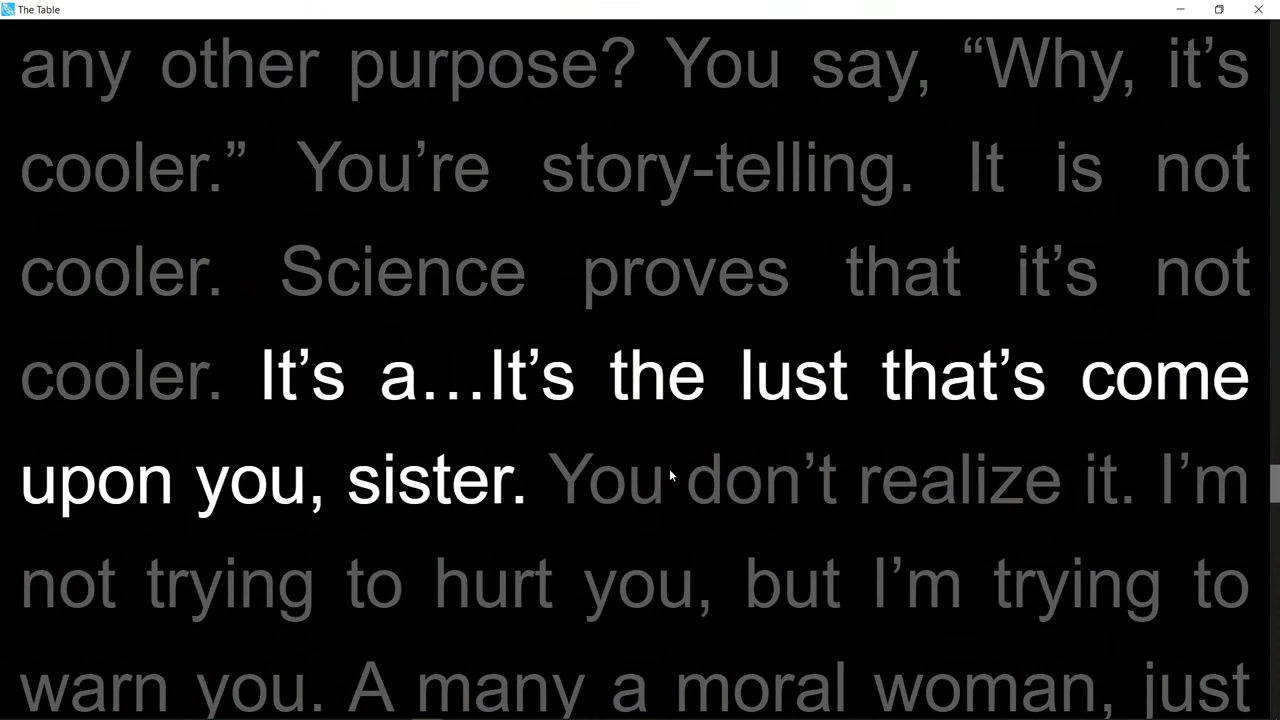 The Table
any other purpose? You say, “Why, it’s
cooler.” You’re story-telling. It is not
cooler. Science proves that it’s not
cooler. It’s a…It’s the lust that’s come
upon you, sister. You don’t realize it. I’m
not trying to hurt you, but I’m trying to
warn you. A many a moral woman, just